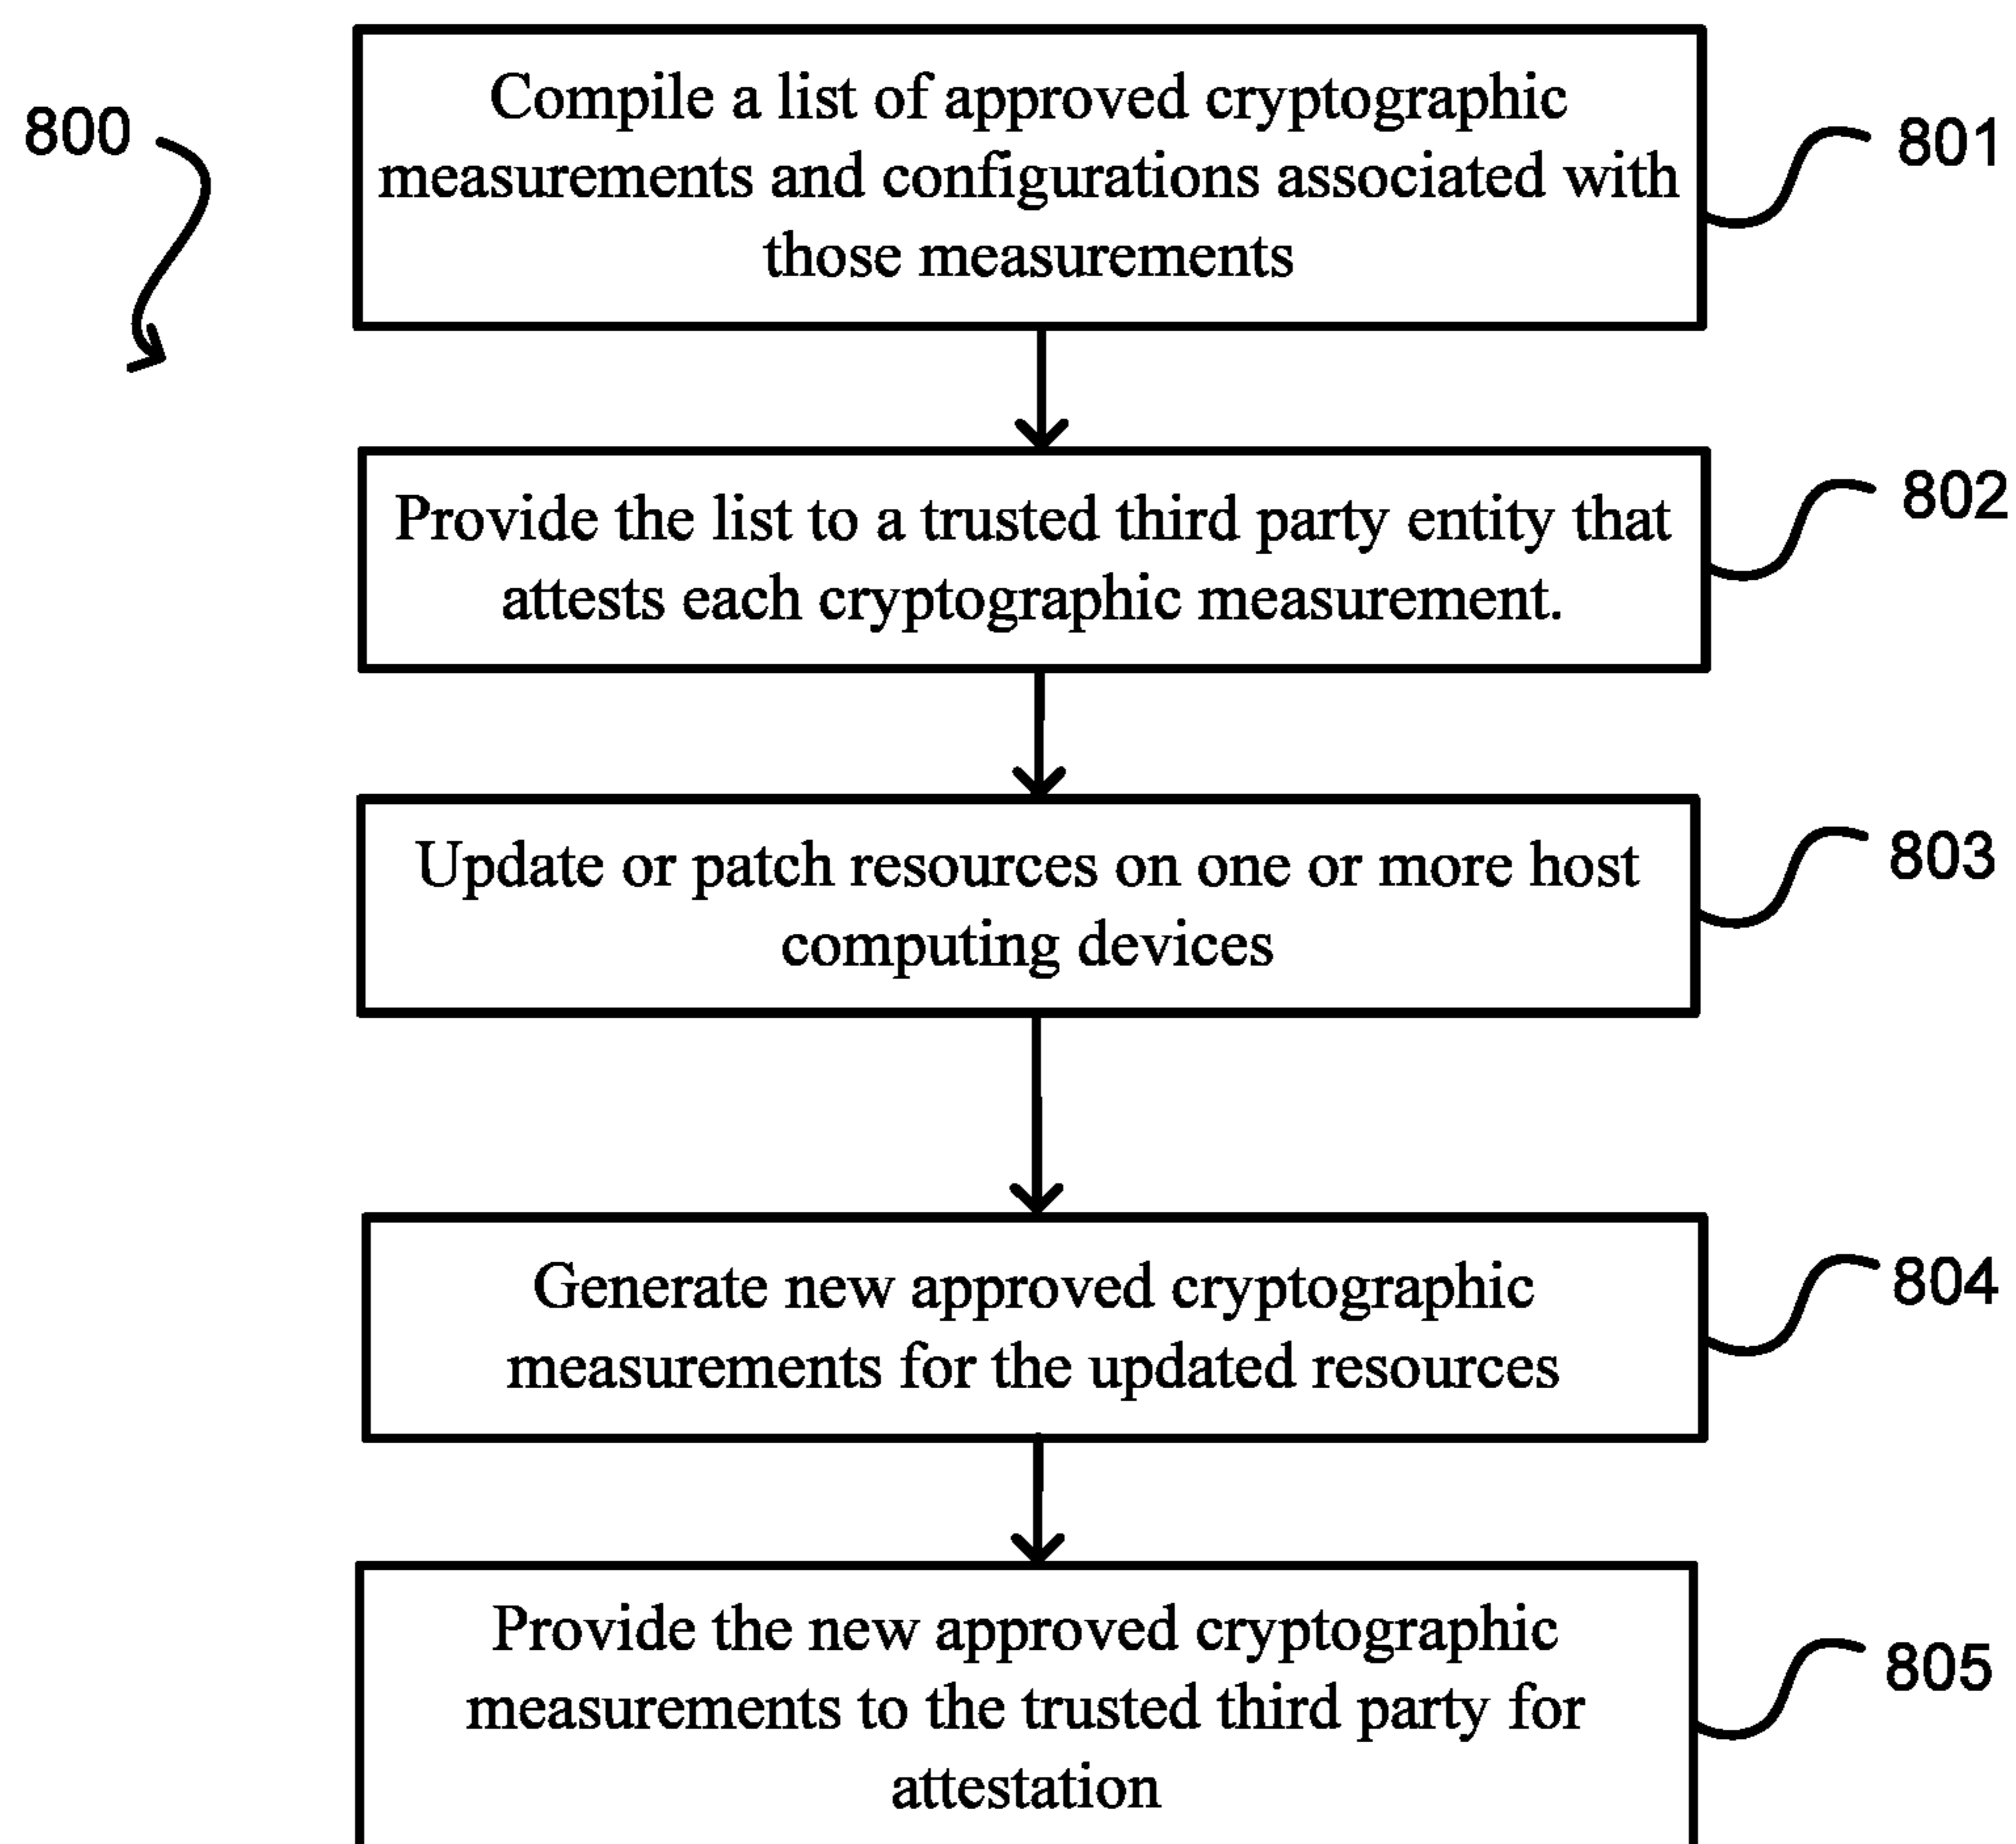 800
Compile a list of approved cryptographic
measurements and configurations associated with
those measurements
801
Provide the list to a trusted third party entity that
attests each cryptographic measurement.
802
Update or patch resources on one or more host
computing devices
803
Generate new approved cryptographic
measurements for the updated resources
804
Provide the new approved cryptographic
measurements to the trusted third party for
attestation
805